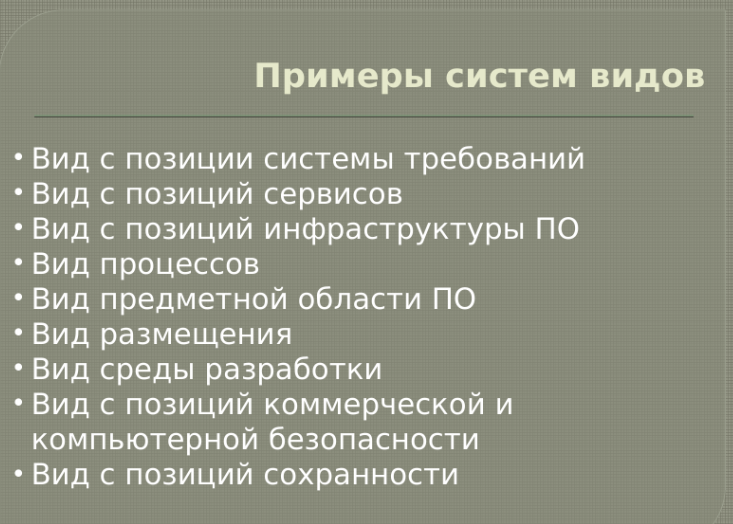 Примеры систем видов
• Вид с позиции системы требований
• Вид с позиций сервисов
• Вид с позиций инфраструктуры ПО
• Вид процессов
• Вид предметной области ПО
• Вид размещения
• Вид среды разработки
• Вид с позиций коммерческой и
компьютерной безопасности
• Вид с позиций сохранности